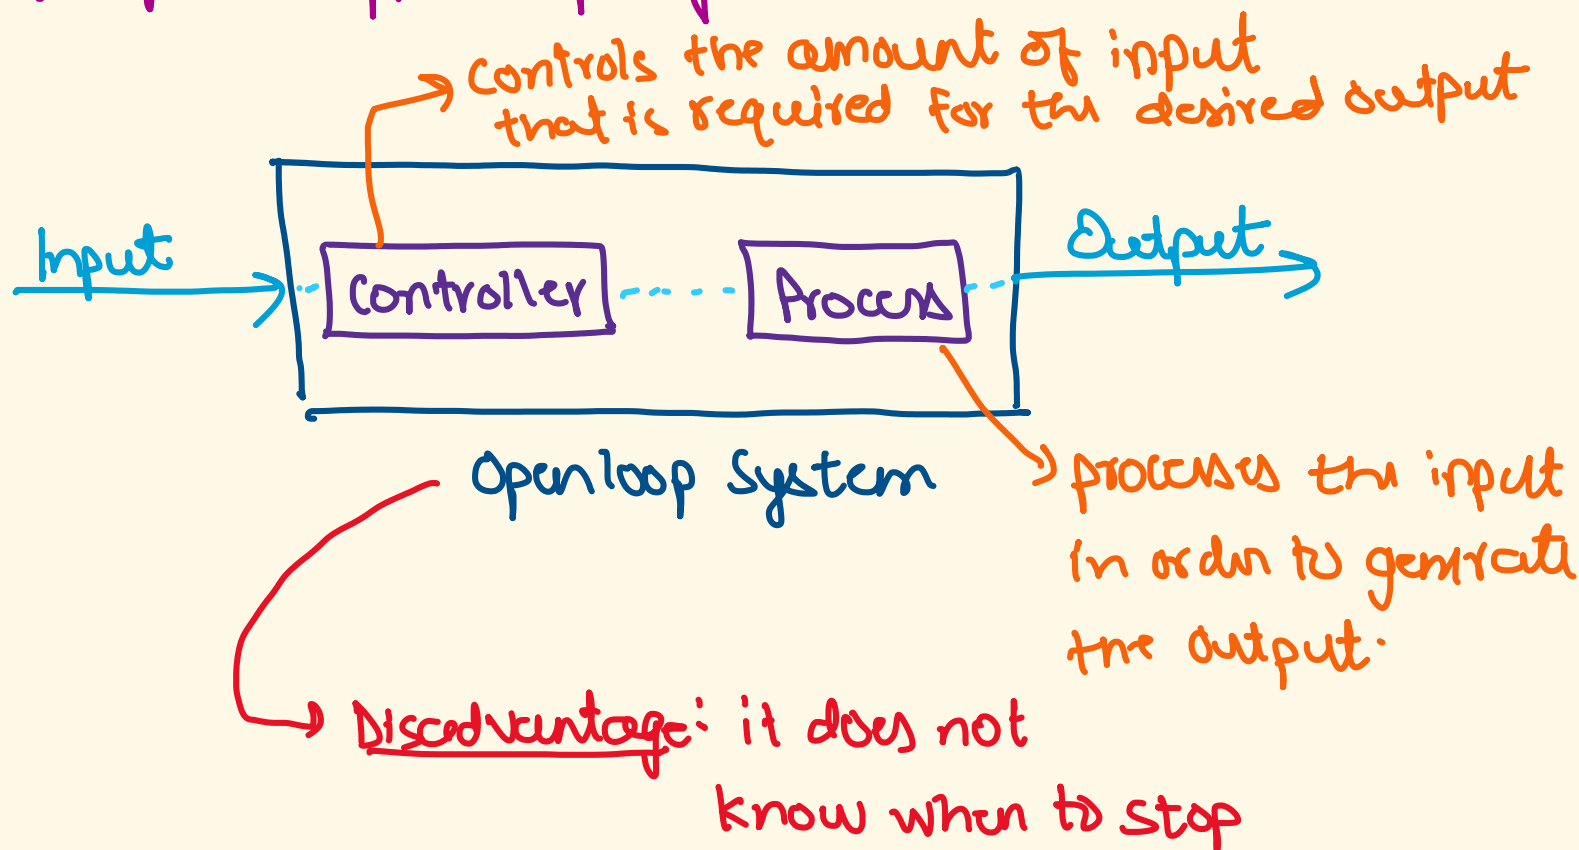 Controls the amount of input
that is required for the desired output
Input
Controller
Process
Output
Openloop System
processes the input
in order to generate
the output.
Disadvantage: it does not
know when to stop